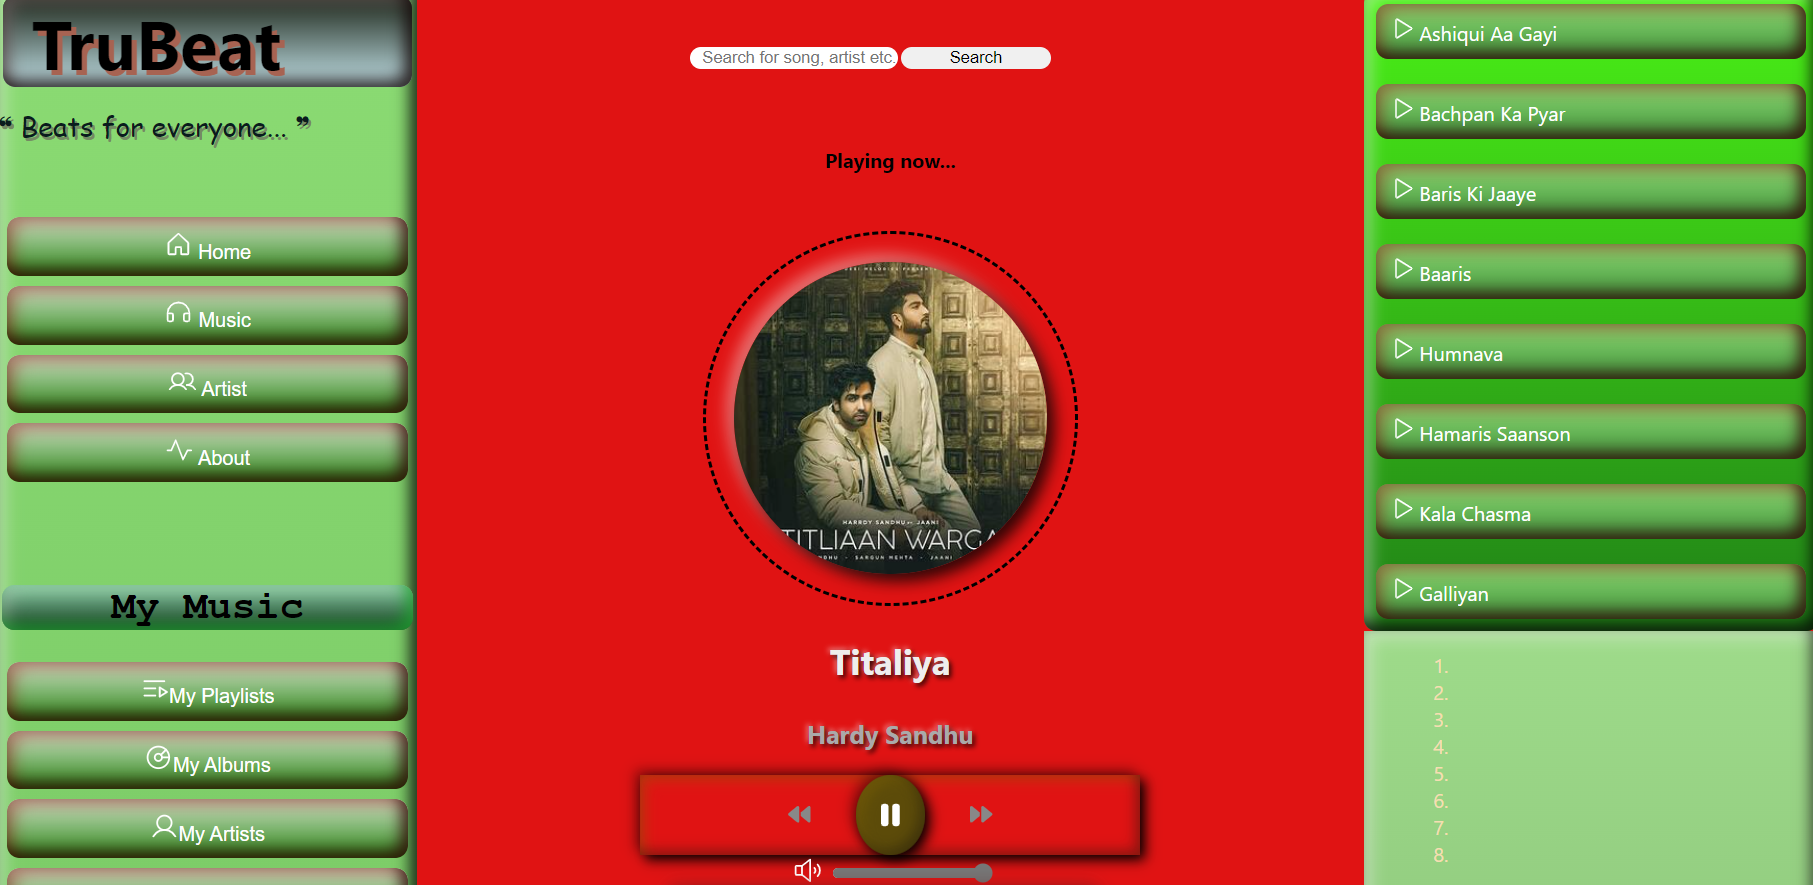 TruBeat
❝ Beats for everyone... ❞
Home
Music
Artist
About
My Music
My Playlists
My Albums
My Artists
Search for song, artist etc.
Search
Playing now...
HARRDY SANDHU FT. JAANI
TITLIAAN WARGA
SARGUN MEHTA - JAANI
Titaliya
Hardy Sandhu
Ashiqui Aa Gayi
Bachpan Ka Pyar
Baris Ki Jaaye
Baaris
Humnava
Hamaris Saanson
Kala Chasma
Galliyan
1.
2.
3.
4.
5.
6.
7.
8.